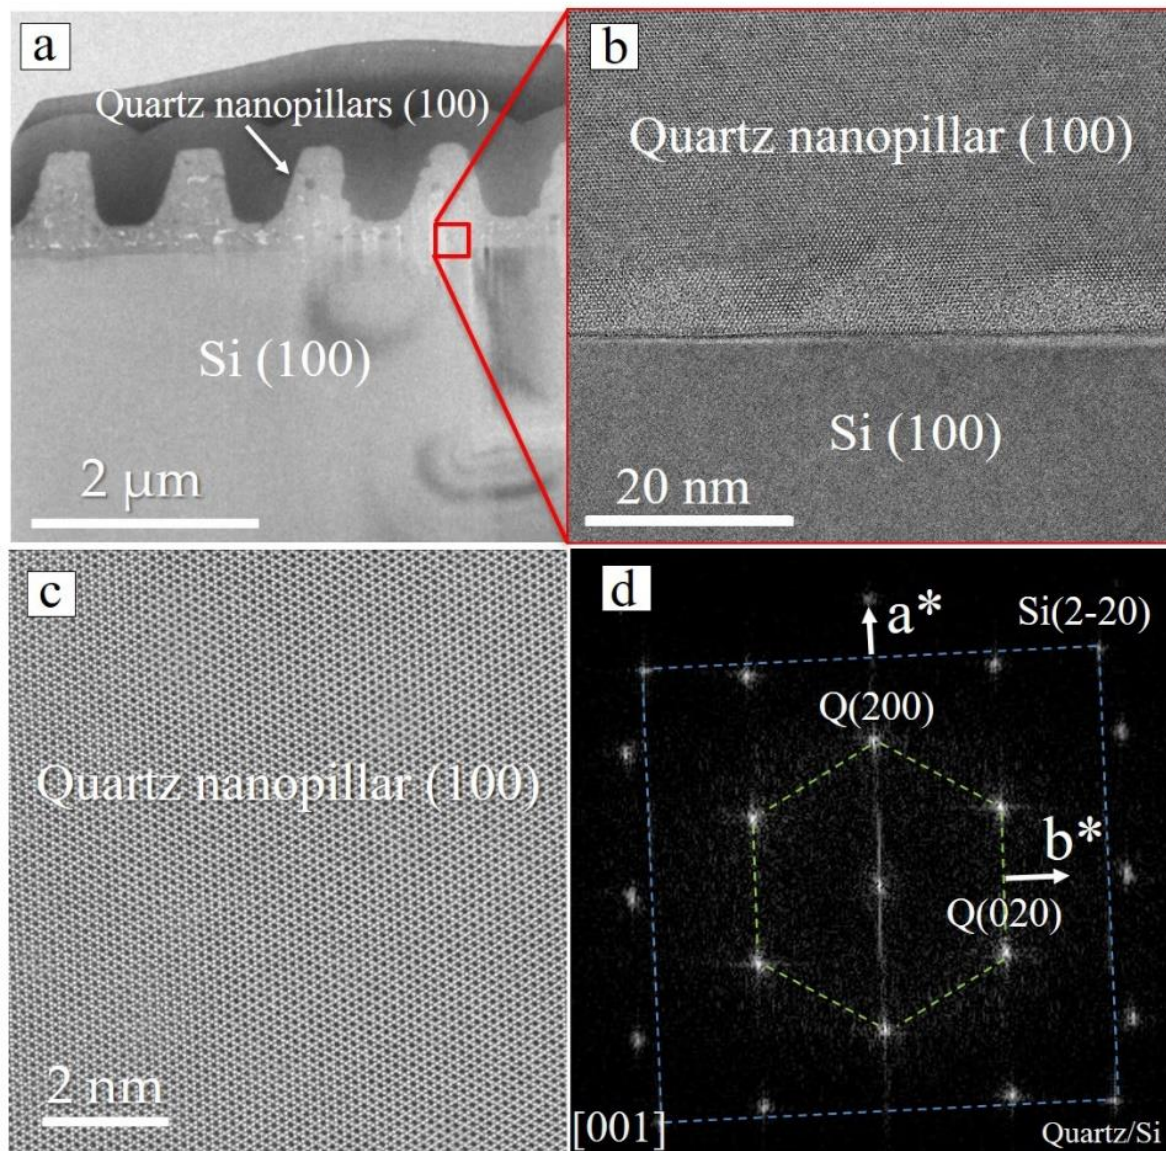 a
Quartz nanopillars (100)
Si (100)
2 μm
b
Quartz nanopillar (100)
Si (100)
20 nm
c
Quartz nanopillar (100)
2 nm
d
a*
Si(2-20)
Q(200)
b*
Q(020)
[001]
Quartz/Si